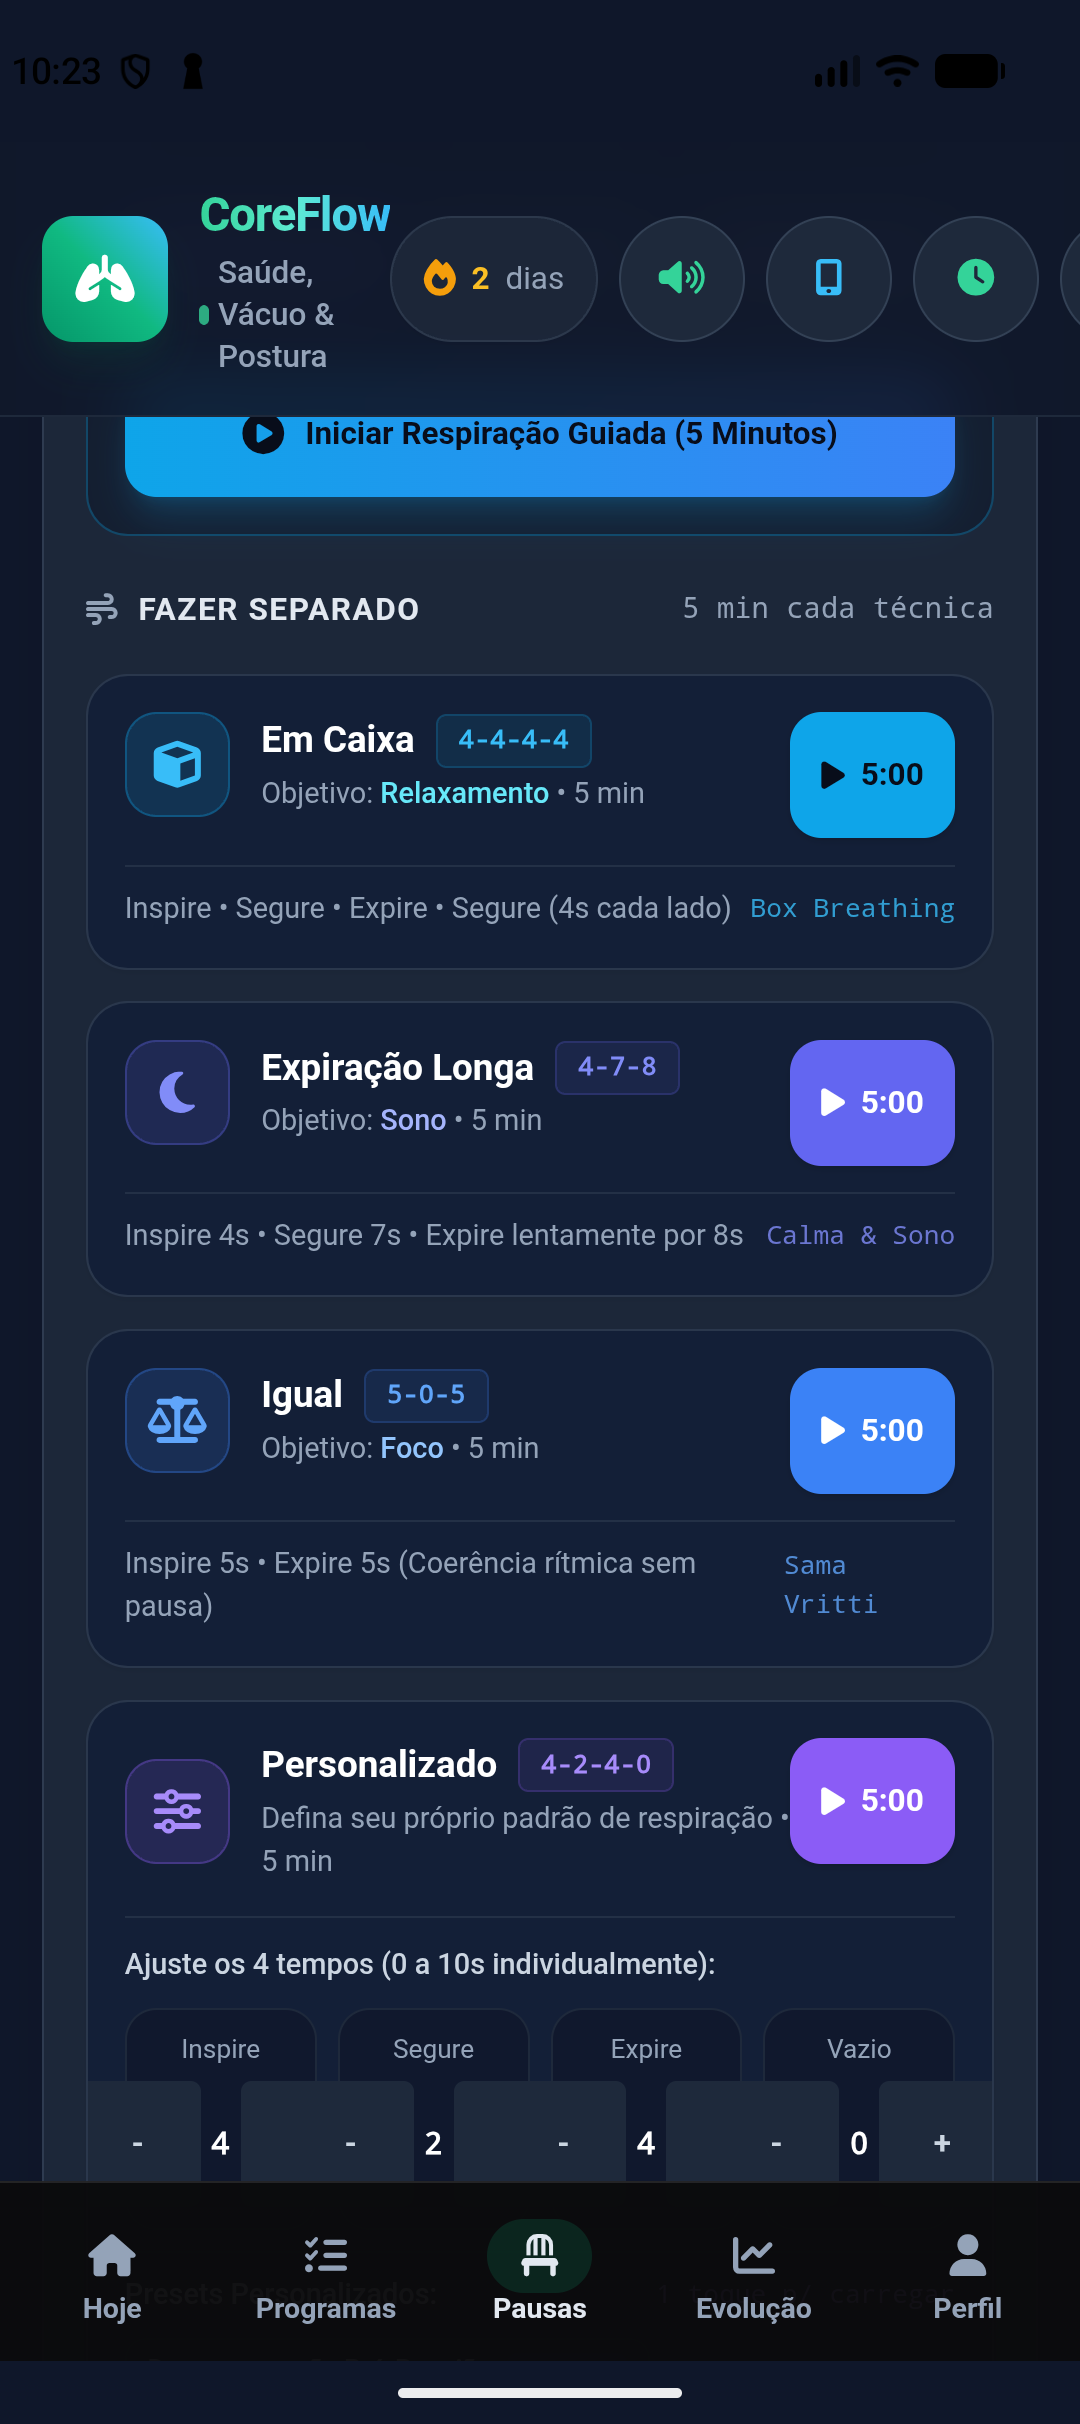 10:23
CoreFlow
Saúde,
Vácuo &
Postura
2 dias
Iniciar Respiração Guiada (5 Minutos)
FAZER SEPARADO
5 min cada técnica
Em Caixa 4-4-4-4
Objetivo: Relaxamento • 5 min
5:00
Inspire • Segure • Expire • Segure (4s cada lado) Box Breathing
Expiração Longa 4-7-8
Objetivo: Sono • 5 min
5:00
Inspire 4s • Segure 7s • Expire lentamente por 8s Calma & Sono
Igual 5-0-5
Objetivo: Foco • 5 min
5:00
Inspire 5s • Expire 5s (Coerência rítmica sem
pausa)
Sama
Vritti
Personalizado 4-2-4-0
Defina seu próprio padrão de respiração •
5 min
5:00
Ajuste os 4 tempos (0 a 10s individualmente):
Inspire Segure Expire Vazio
- 4 - 2 - 4 - 0 +
Presets Personalizados: 1 toque p/ carregar
Hoje Programas Pausas Evolução Perfil